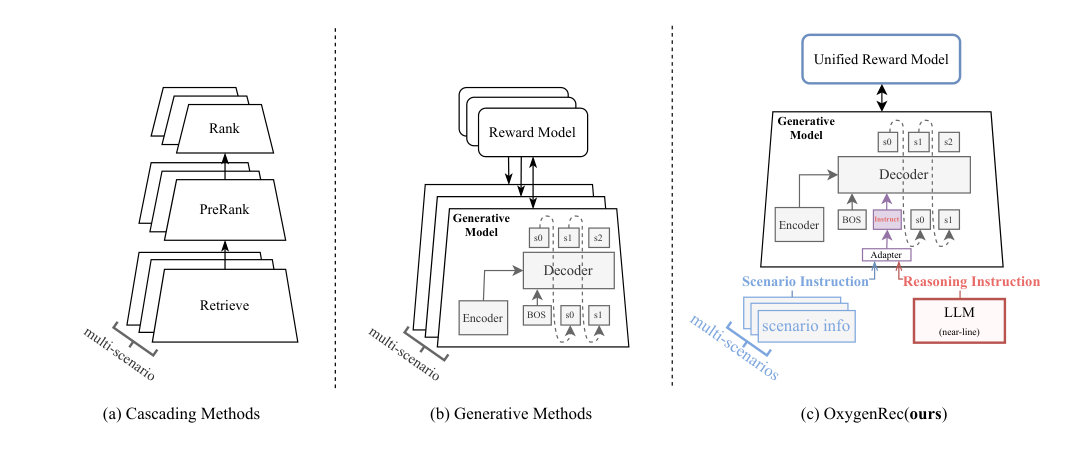 Rank
PreRank
Retrieve
multi-scenario
(a) Cascading Methods
Reward Model
Generative
Model
s0
s1
s2
Decoder
Encoder
BOS
s0
s1
multi-scenario
(b) Generative Methods
Unified Reward Model
Generative
Model
s0
s1
s2
Decoder
Encoder
BOS
Instruct
s0
s1
Adapter
Scenario Instruction
Reasoning Instruction
scenario info
LLM
(near-line)
multi-scenarios
(c) OxygenRec(ours)